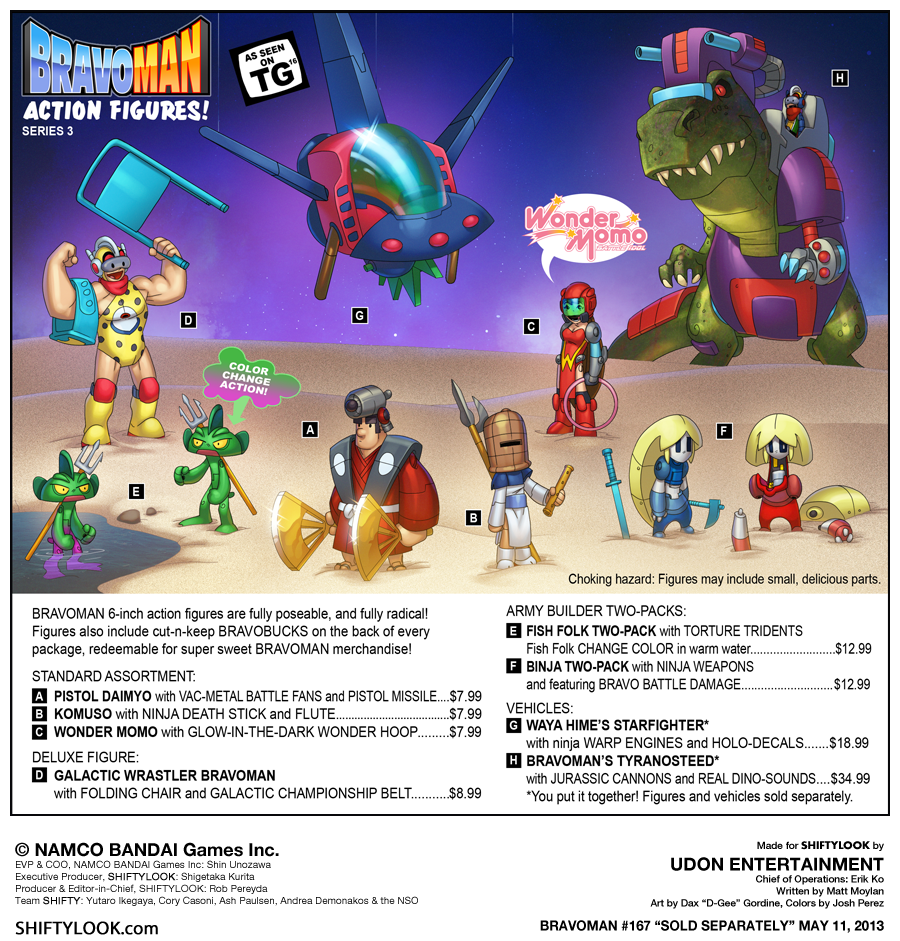 BRAVOMAN
ACTION FIGURES!
SERIES 3
AS SEEN
ON
TG16
H
WONDER
MOMO
BATTLE IDOL
D
G
C
COLOR
CHANGE
ACTION!
A
F
E
B
Choking hazard: Figures may include small, delicious parts.
BRAVOMAN 6-inch action figures are fully poseable, and fully radical!
Figures also include cut-n-keep BRAVOBUCKS on the back of every
package, redeemable for super sweet BRAVOMAN merchandise!
STANDARD ASSORTMENT:
A PISTOL DAIMYO with VAC-METAL BATTLE FANS and PISTOL MISSILE....$7.99
B KOMUSO with NINJA DEATH STICK and FLUTE......................................$7.99
C WONDER MOMO with GLOW-IN-THE-DARK WONDER HOOP.........$7.99
DELUXE FIGURE:
D GALACTIC WRASTLER BRAVOMAN
with FOLDING CHAIR and GALACTIC CHAMPIONSHIP BELT...........$8.99
ARMY BUILDER TWO-PACKS:
E FISH FOLK TWO-PACK with TORTURE TRIDENTS
Fish Folk CHANGE COLOR in warm water.........................$12.99
F BINJA TWO-PACK with NINJA WEAPONS
and featuring BRAVO BATTLE DAMAGE...........................$12.99
VEHICLES:
G WAYA HIME'S STARFIGHTER*
with ninja WARP ENGINES and HOLO-DECALS.......$18.99
H BRAVOMAN'S TYRANOSTEED*
with JURASSIC CANNONS and REAL DINO-SOUNDS....$34.99
*You put it together! Figures and vehicles sold separately.
© NAMCO BANDAI Games Inc.
EVP & COO, NAMCO BANDAI Games Inc: Shin Unozawa
Executive Producer, SHIFTYLOOK: Shigetaka Kurita
Producer & Editor-in-Chief, SHIFTYLOOK: Rob Pereyda
Team SHIFTY: Yutaro Ikegaya, Cory Casoni, Ash Paulsen, Andrea Demonakos & the NSO
SHIFTYLOOK.com
Made for SHIFTYLOOK by
UDON ENTERTAINMENT
Chief of Operations: Erik Ko
Written by Matt Moylan
Art by Dax "D-Gee" Gordine, Colors by Josh Perez
BRAVOMAN #167 "SOLD SEPARATELY" MAY 11, 2013